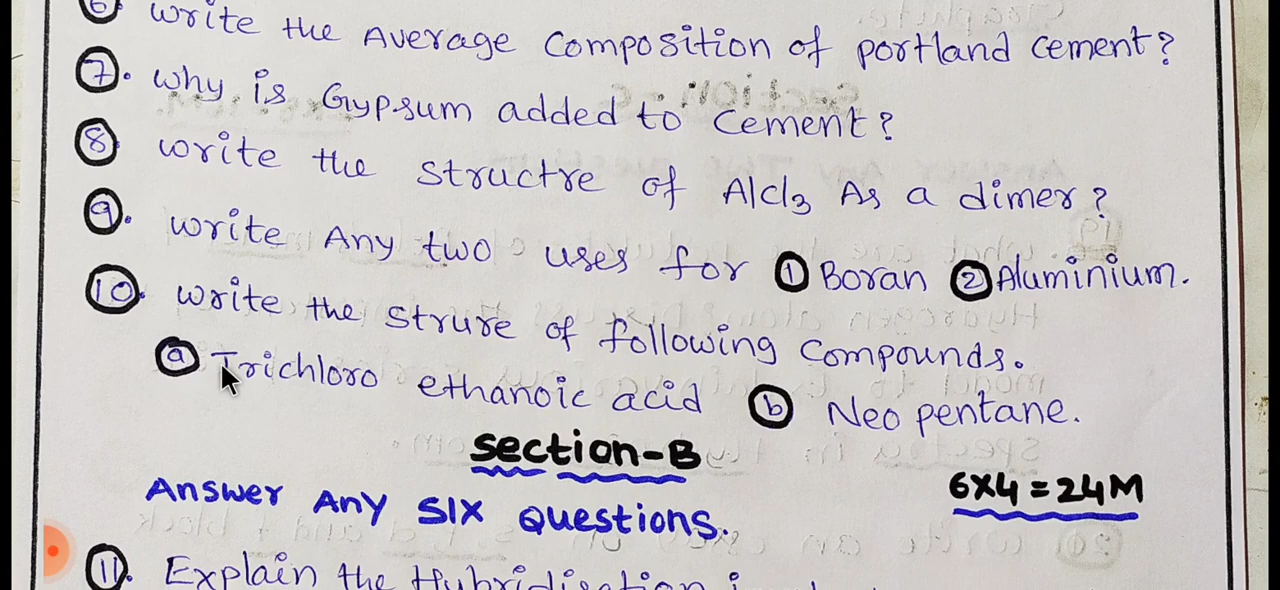 6. Write the Average Composition of portland cement?
7. Why is Gypsum added to cement?
8. Write the Structre of Alcl3 As a dimer?
9. Write Any two uses for 1 Boran 2 Aluminium.
10. Write the Strure of following Compounds.
a Trichloro ethanoic acid b Neo pentane.
Section-B
Answer Any SIX Questions. 6X4=24M
11. Explain the